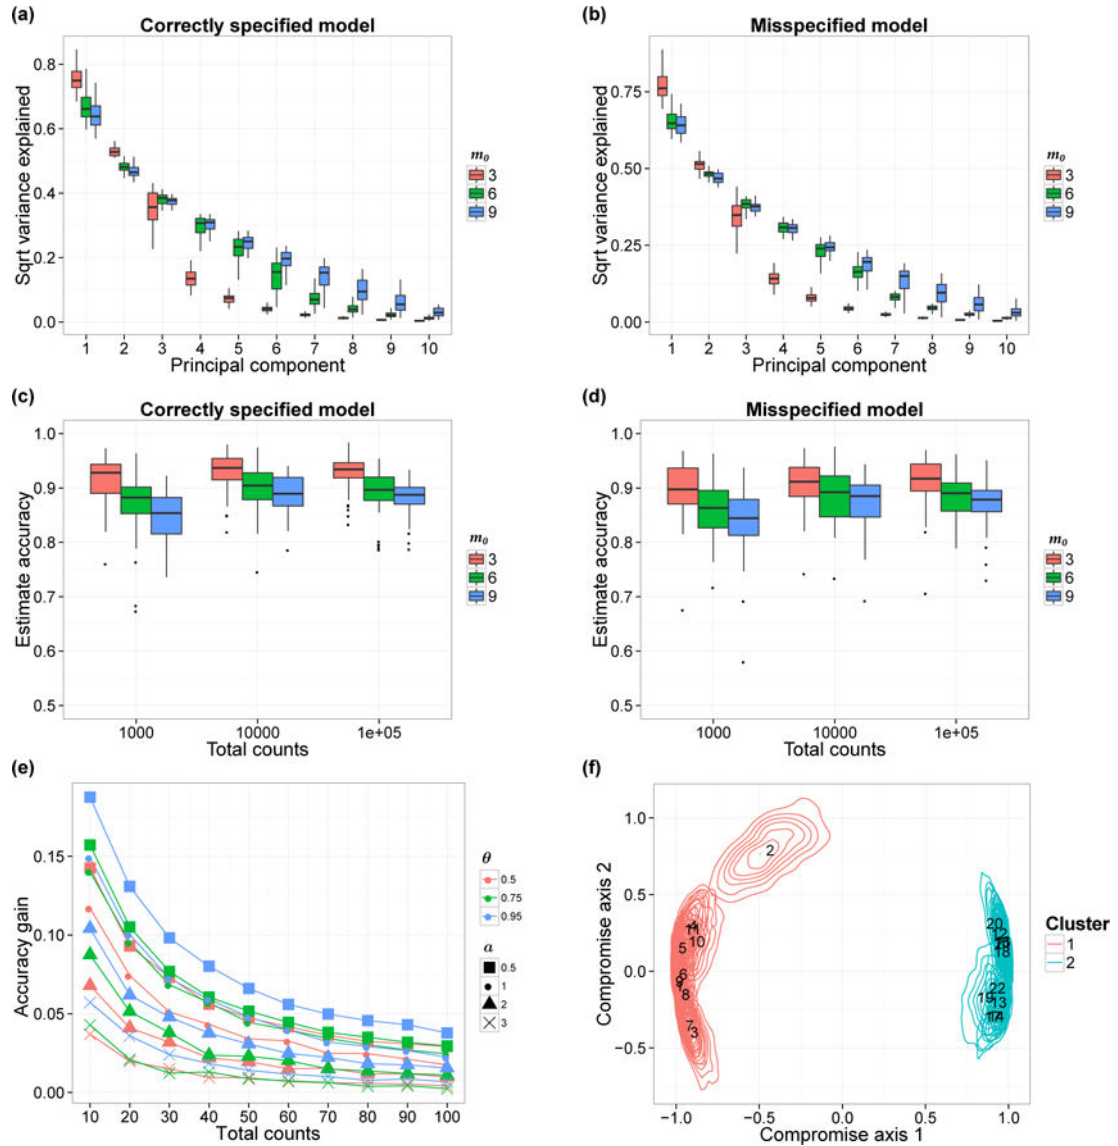 (a)
Correctly specified model
Sqrt variance explained
0.8
0.6
0.4
0.2
0.0
1 2 3 4 5 6 7 8 9 10
Principal component
m₀
3
6
9
(b)
Misspecified model
Sqrt variance explained
0.75
0.50
0.25
0.00
1 2 3 4 5 6 7 8 9 10
Principal component
m₀
3
6
9
(c)
Correctly specified model
Estimate accuracy
1.0
0.9
0.8
0.7
0.6
0.5
1000 10000 1e+05
Total counts
m₀
3
6
9
(d)
Misspecified model
Estimate accuracy
1.0
0.9
0.8
0.7
0.6
0.5
1000 10000 1e+05
Total counts
m₀
3
6
9
(e)
Accuracy gain
0.15
0.10
0.05
0.00
10 20 30 40 50 60 70 80 90 100
Total counts
θ
0.5
0.75
0.95
a
0.5
1
2
3
(f)
Compromise axis 2
1.0
0.5
0.0
−0.5
−1.0 −0.5 0.0 0.5 1.0
Compromise axis 1
2
10
5
6
8
7
3
20
12
18
22
19
13
Cluster
1
2